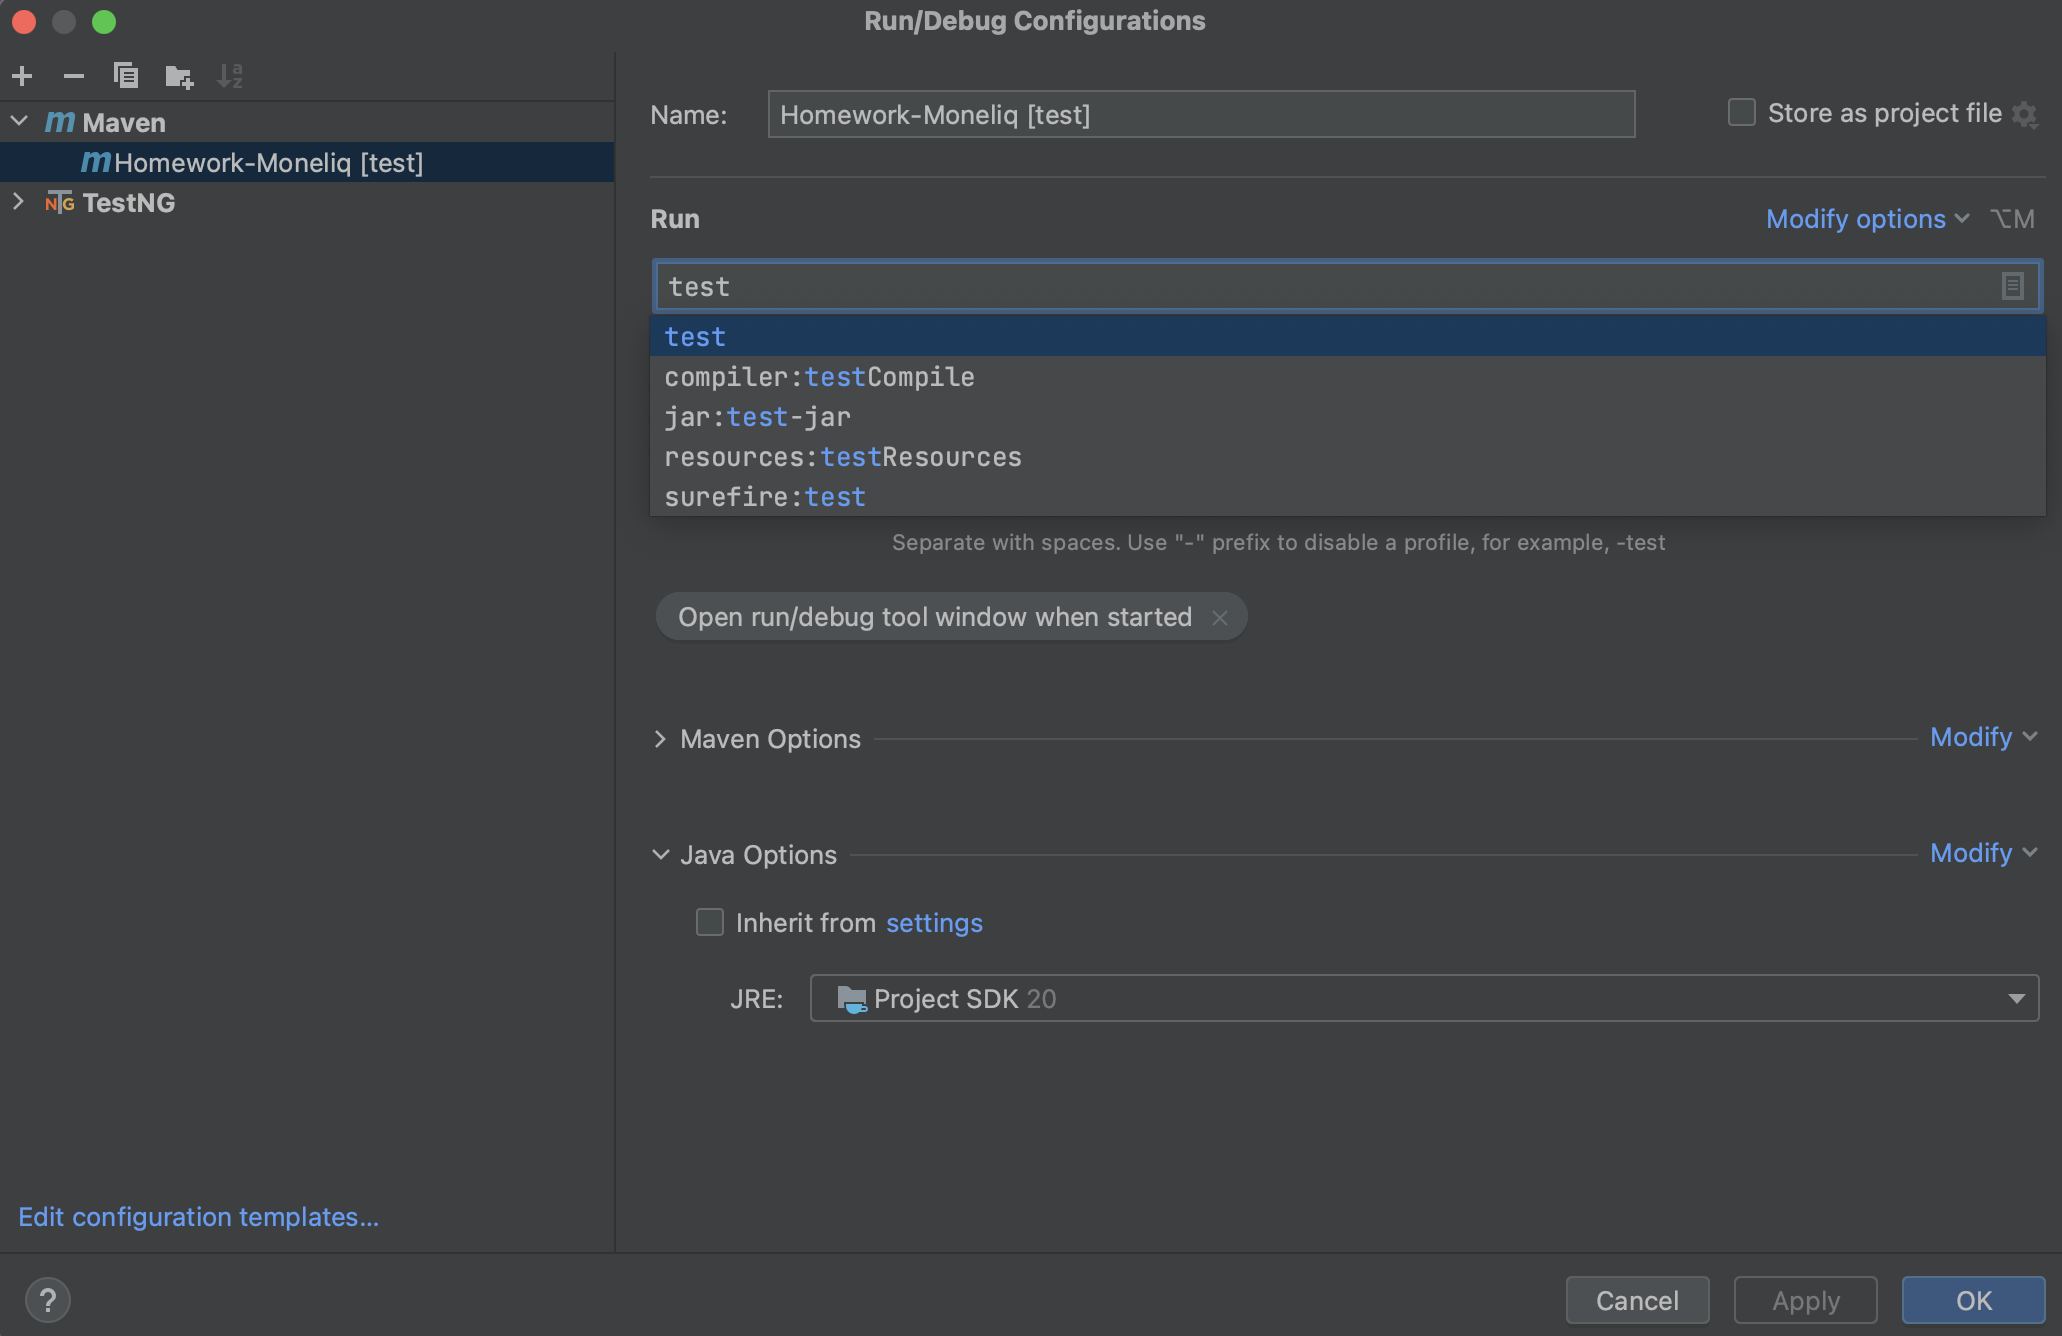 Run/Debug Configurations
Maven
Homework-Moneliq [test]
TestNG
Edit configuration templates...
Name: Homework-Moneliq [test] Store as project file
Run Modify options ⌥M
test
test
compiler:testCompile
jar:test-jar
resources:testResources
surefire:test
Separate with spaces. Use "-" prefix to disable a profile, for example, -test
Open run/debug tool window when started
Maven Options Modify
Java Options Modify
Inherit from settings
JRE: Project SDK 20
? Cancel Apply OK